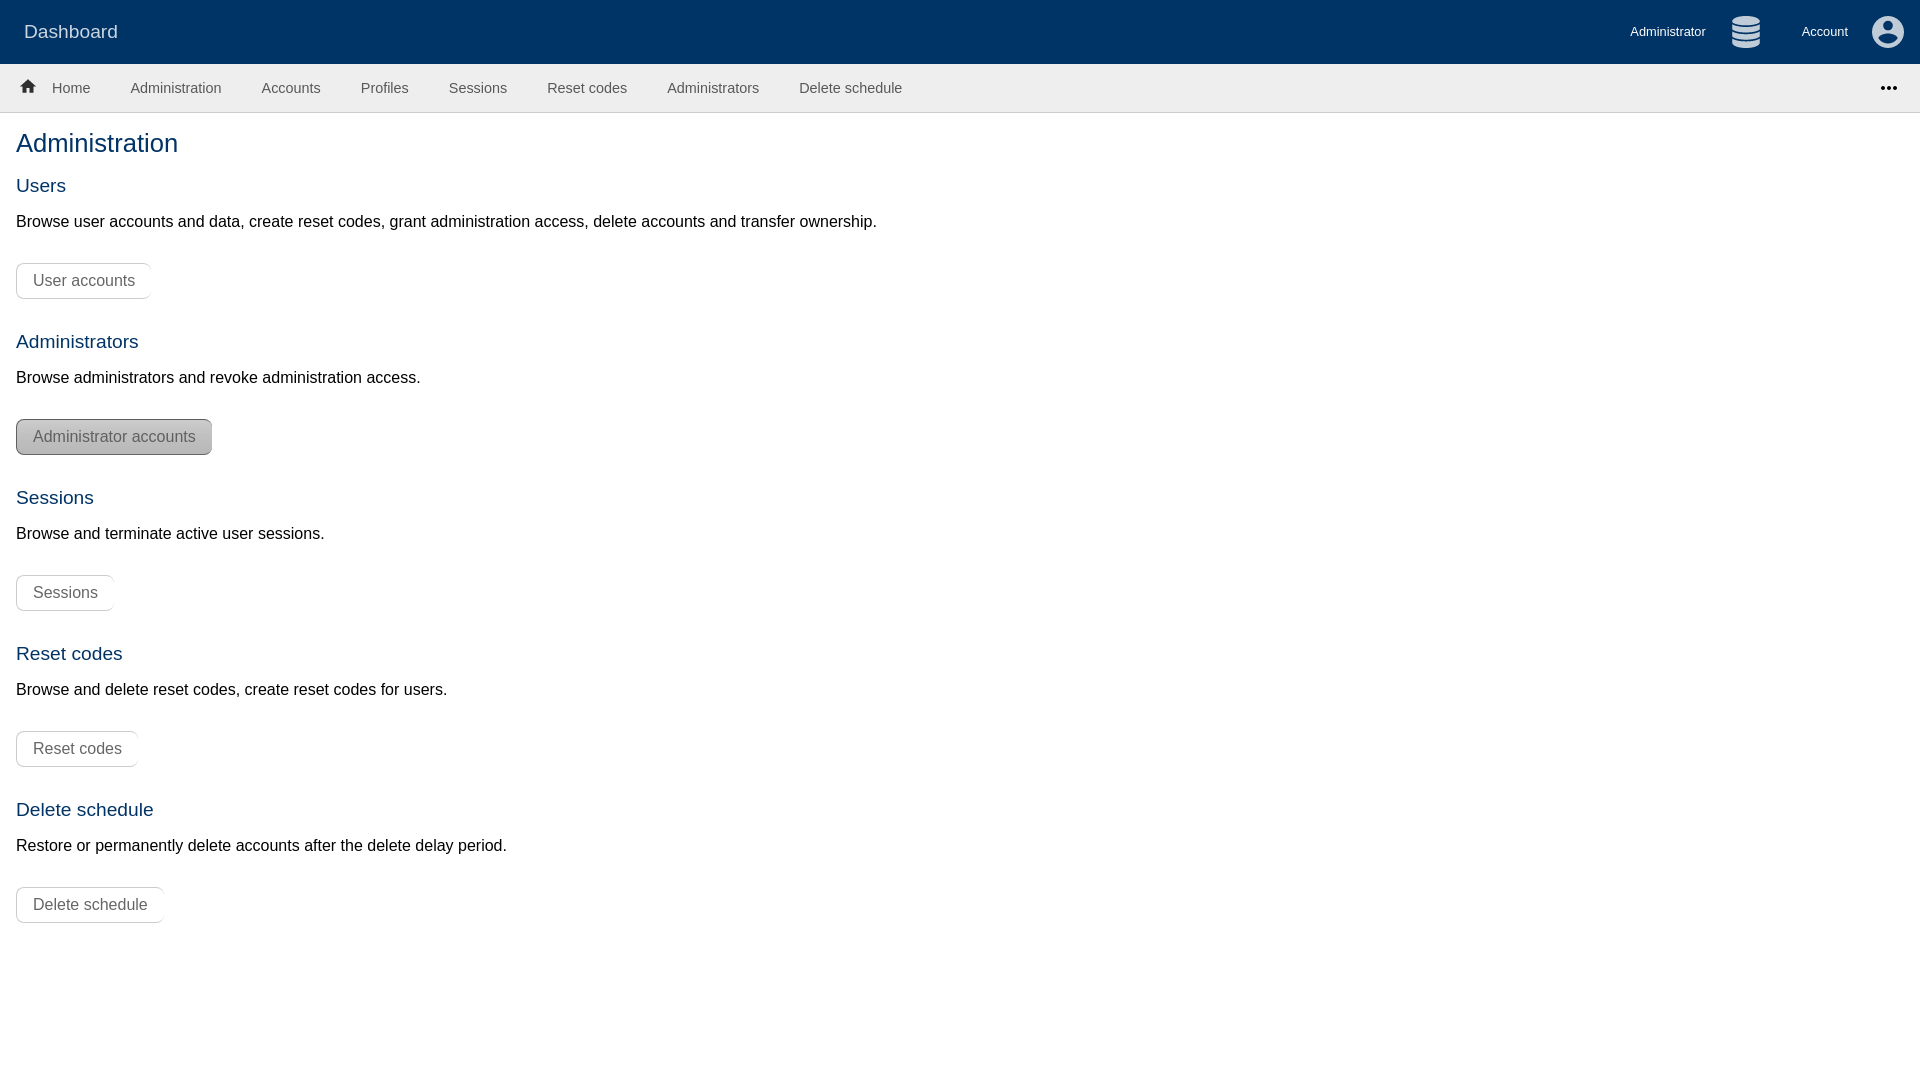 Dashboard
Administrator
Account
Home
Administration
Accounts
Profiles
Sessions
Reset codes
Administrators
Delete schedule
Administration
Users
Browse user accounts and data, create reset codes, grant administration access, delete accounts and transfer ownership.
User accounts
Administrators
Browse administrators and revoke administration access.
Administrator accounts
Sessions
Browse and terminate active user sessions.
Sessions
Reset codes
Browse and delete reset codes, create reset codes for users.
Reset codes
Delete schedule
Restore or permanently delete accounts after the delete delay period.
Delete schedule